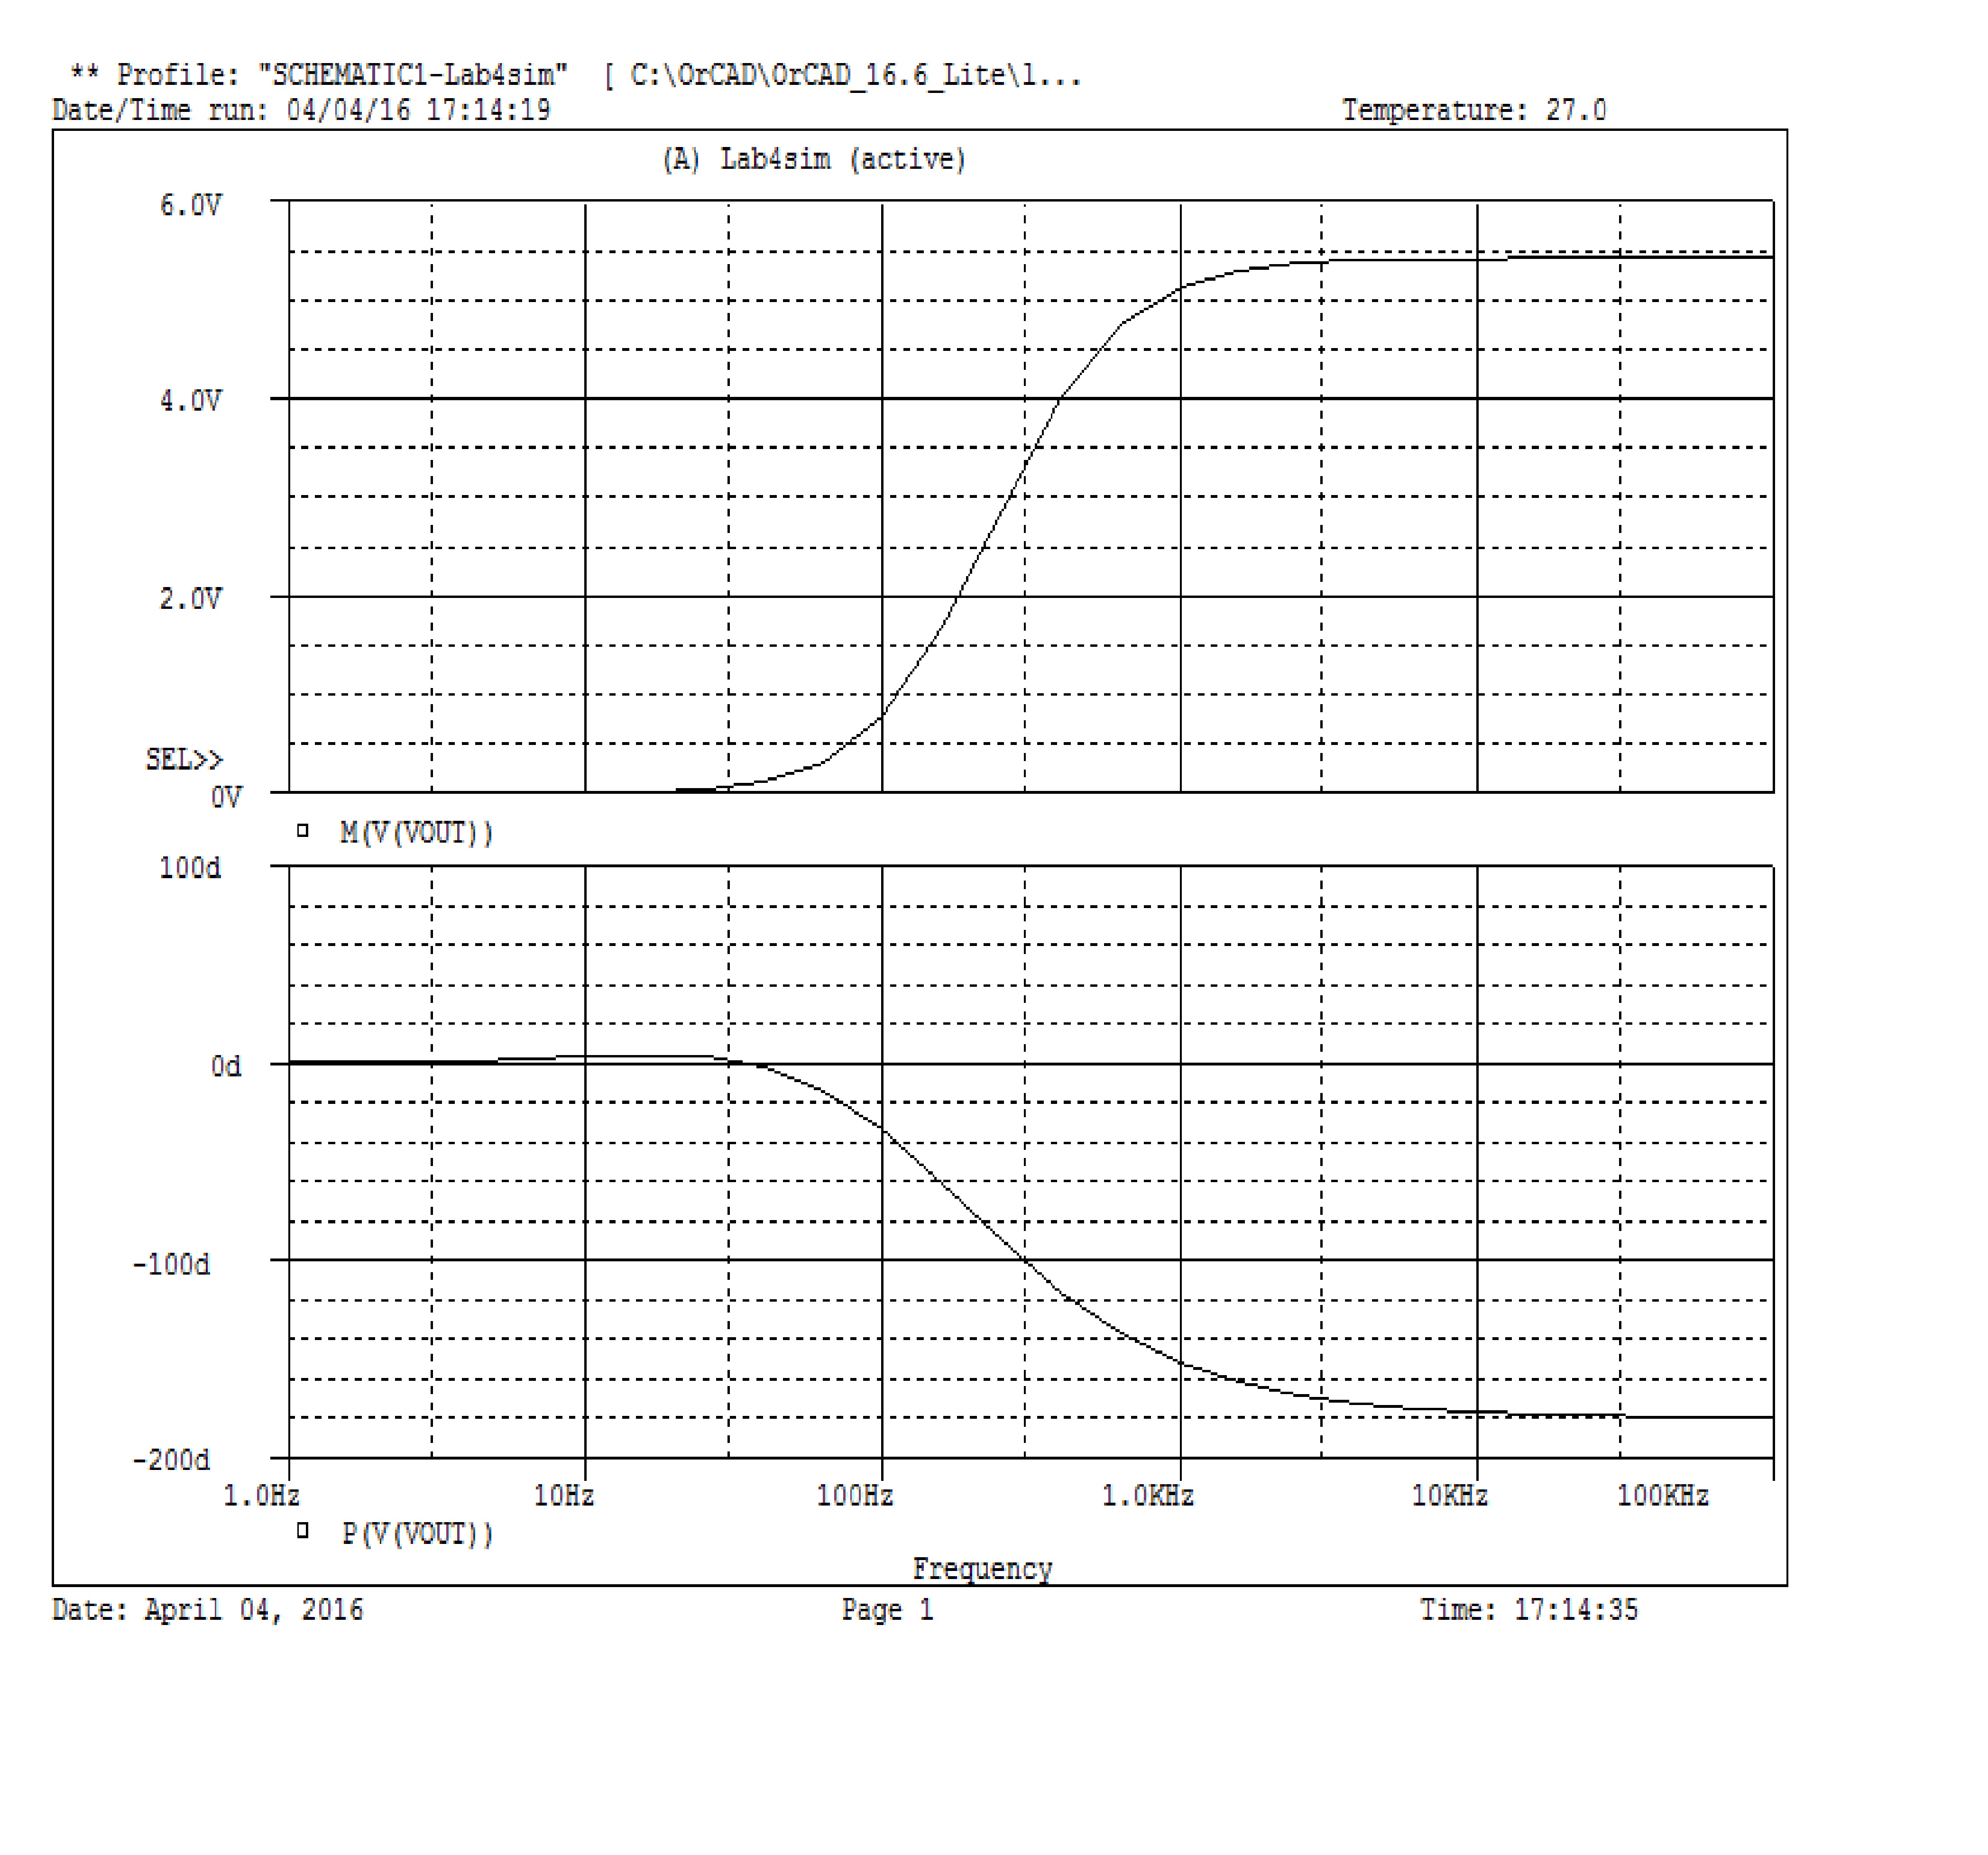 ** Profile: "SCHEMATIC1-Lab4sim"  [ C:\OrCAD\OrCAD_16.6_Lite\l...
Date/Time run: 04/04/16 17:14:19 Temperature: 27.0
(A) Lab4sim (active)
6.0V
4.0V
2.0V
SEL>>
0V
M(V(VOUT))
100d
0d
-100d
-200d
1.0Hz 10Hz 100Hz 1.0KHz 10KHz 100KHz
P(V(VOUT))
Frequency
Date: April 04, 2016 Page 1 Time: 17:14:35